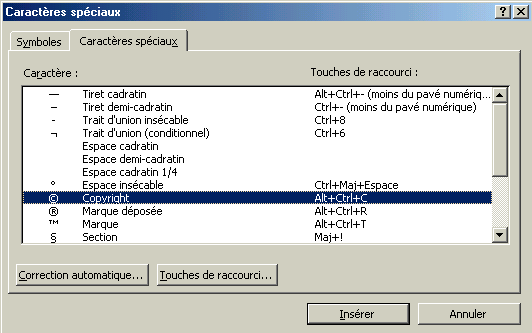 Caractères spéciaux
Symboles Caractères spéciaux
Caractère : Touches de raccourci :
— Tiret cadratin Alt+Ctrl+- (moins du pavé numériq...
– Tiret demi-cadratin Ctrl+- (moins du pavé numérique)
- Trait d'union insécable Ctrl+8
¬ Trait d'union (conditionnel) Ctrl+6
Espace cadratin
Espace demi-cadratin
Espace cadratin 1/4
° Espace insécable Ctrl+Maj+Espace
© Copyright Alt+Ctrl+C
® Marque déposée Alt+Ctrl+R
™ Marque Alt+Ctrl+T
§ Section Maj+!
Correction automatique... Touches de raccourci...
Insérer Annuler